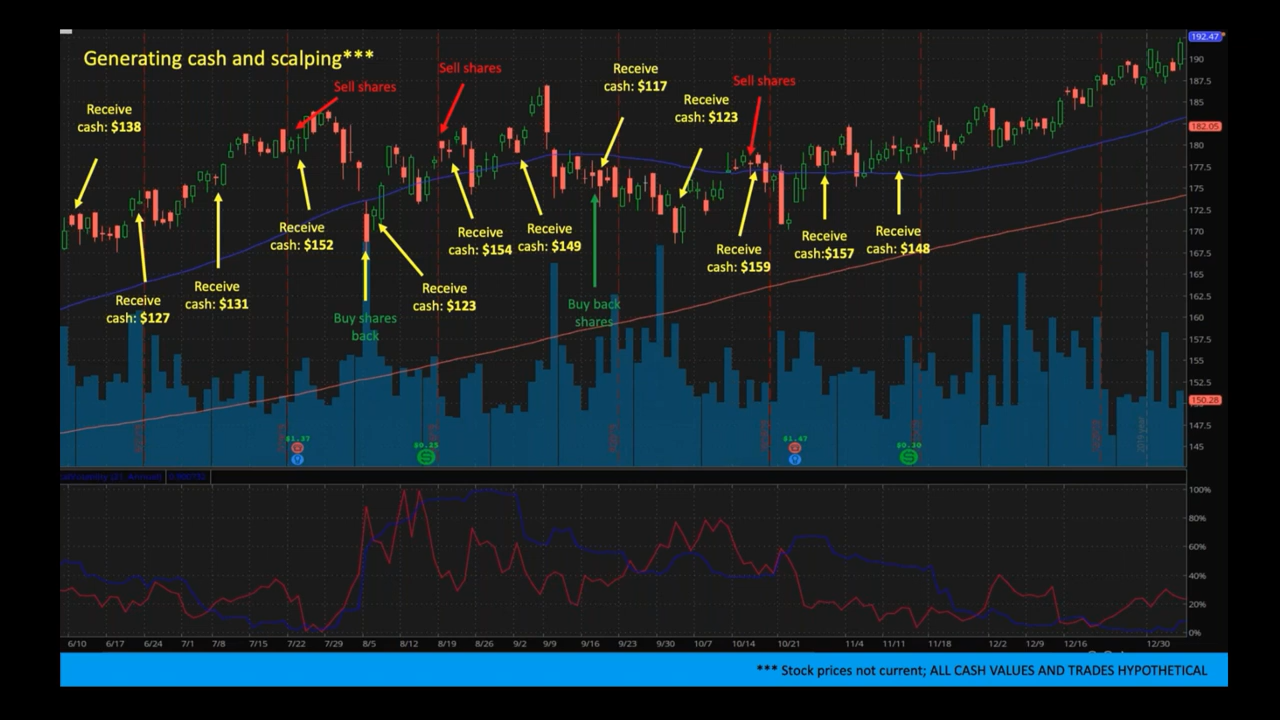 Generating cash and scalping***
Receive
cash: $138
Sell shares
Sell shares
Receive
cash: $117
Receive
cash: $123
Sell shares
Receive
cash: $127
Receive
cash: $131
Receive
cash: $152
Buy shares
back
Receive
cash: $123
Receive
cash: $154
Receive
cash: $149
Buy back
shares
Receive
cash: $159
Receive
cash:$157
Receive
cash: $148
192.47
190
187.5
185
182.05
180
177.5
175
172.5
170
167.5
165
162.5
160
157.5
155
152.5
150.28
147.5
145
$1.37
$0.25
$1.47
$0.30
100%
80%
60%
40%
20%
0%
6/10 6/17 6/24 7/1 7/8 7/15 7/22 7/29 8/5 8/12 8/19 8/26 9/2 9/9 9/16 9/23 9/30 10/7 10/14 10/21 11/4 11/11 11/18 12/2 12/9 12/16 12/30
*** Stock prices not current; ALL CASH VALUES AND TRADES HYPOTHETICAL